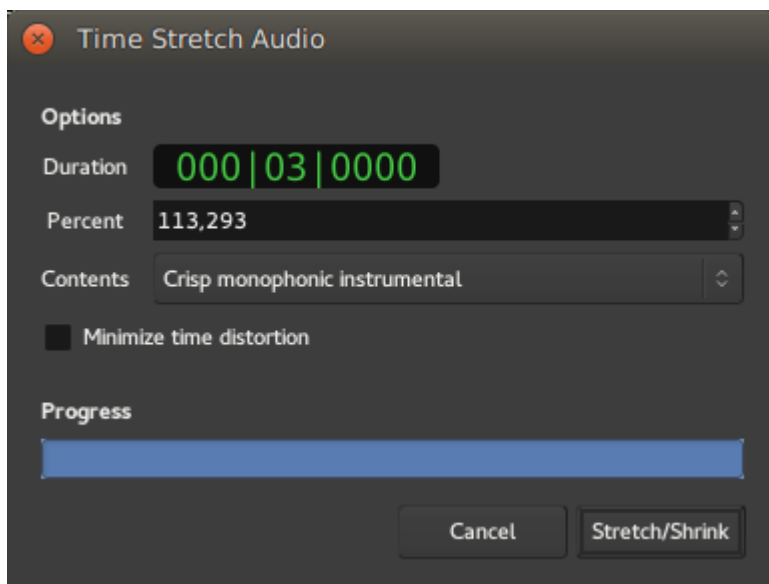 Time Stretch Audio
Options
Duration 000|03|0000
Percent 113,293
Contents Crisp monophonic instrumental
Minimize time distortion
Progress
Cancel Stretch/Shrink